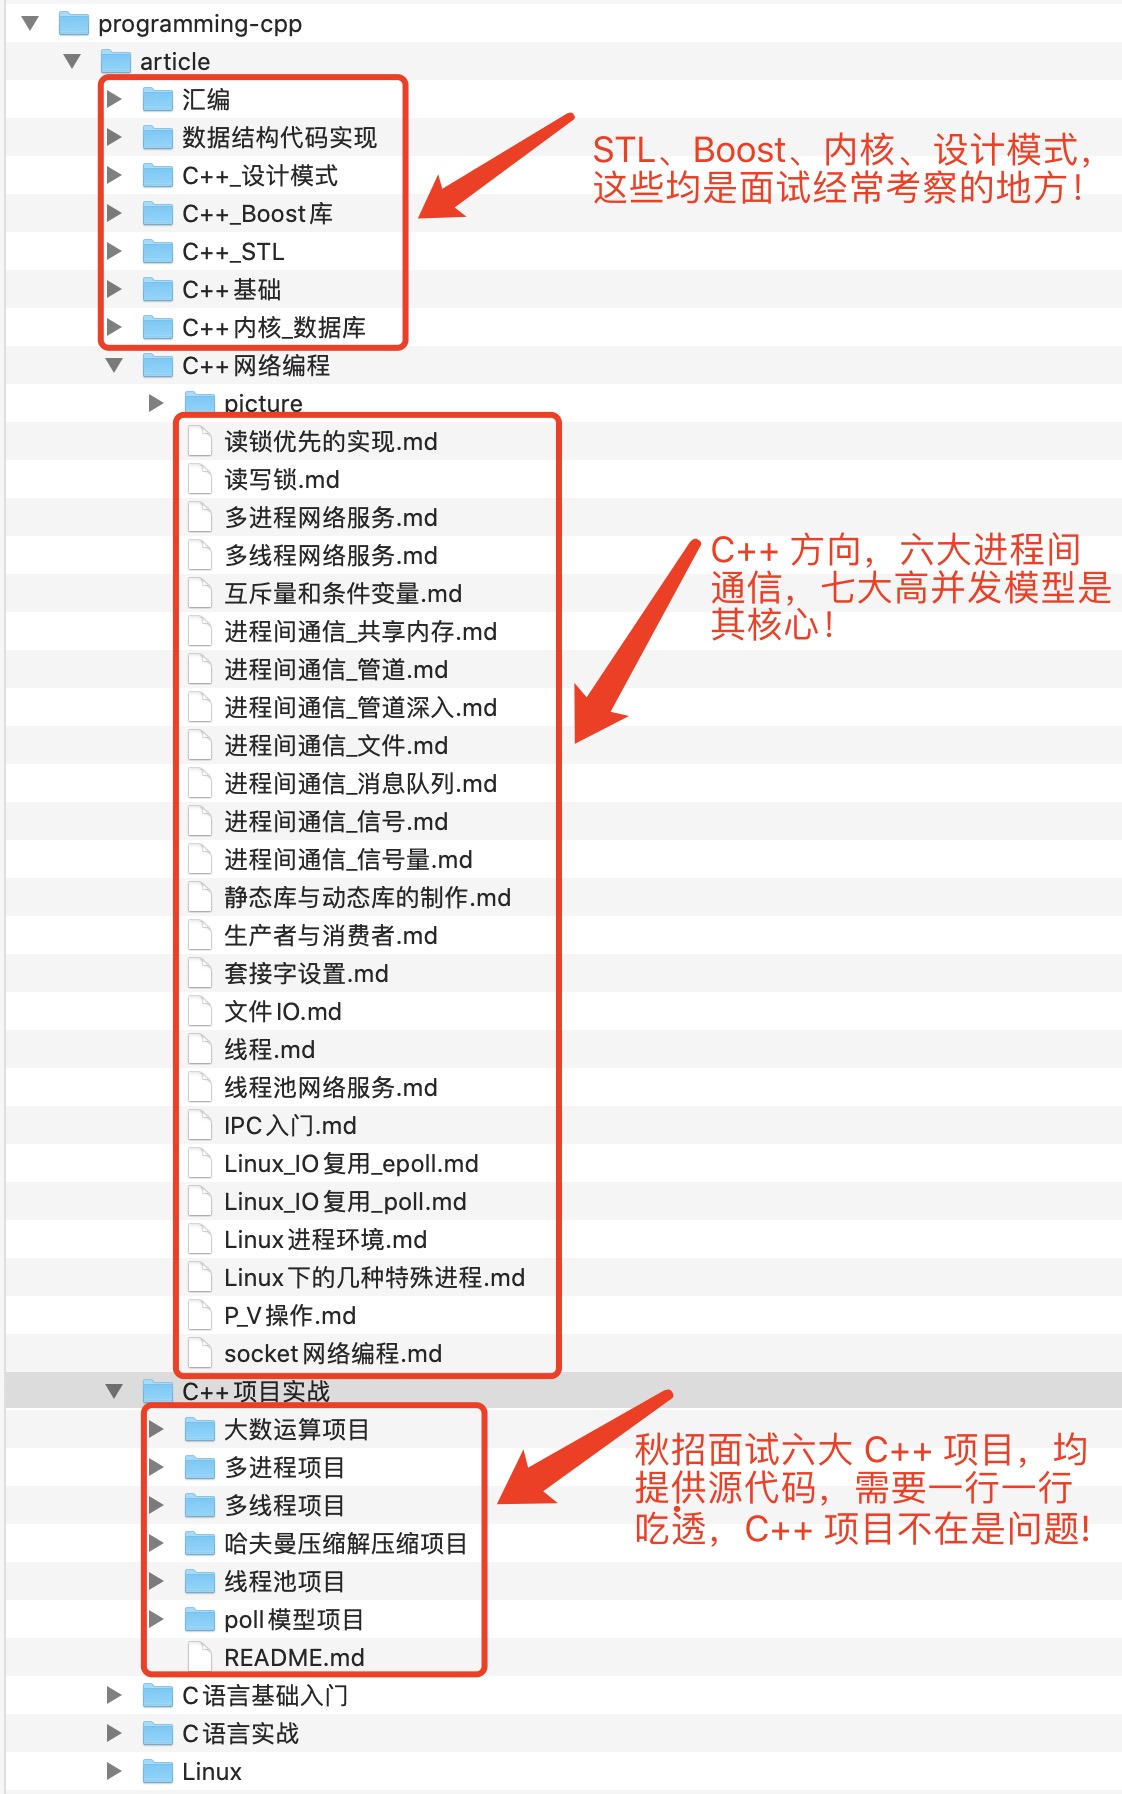 programming-cpp
article
汇编
数据结构代码实现
C++_设计模式
C++_Boost库
C++_STL
C++基础
C++内核_数据库
STL、Boost、内核、设计模式，
这些均是面试经常考察的地方！
C++网络编程
picture
读锁优先的实现.md
读写锁.md
多进程网络服务.md
多线程网络服务.md
互斥量和条件变量.md
进程间通信_共享内存.md
进程间通信_管道.md
进程间通信_管道深入.md
进程间通信_文件.md
进程间通信_消息队列.md
进程间通信_信号.md
进程间通信_信号量.md
静态库与动态库的制作.md
生产者与消费者.md
套接字设置.md
文件IO.md
线程.md
线程池网络服务.md
IPC入门.md
Linux_IO复用_epoll.md
Linux_IO复用_poll.md
Linux进程环境.md
Linux下的几种特殊进程.md
P_V操作.md
socket网络编程.md
C++ 方向，六大进程间
通信，七大高并发模型是
其核心！
C++项目实战
大数运算项目
多进程项目
多线程项目
哈夫曼压缩解压缩项目
线程池项目
poll模型项目
README.md
秋招面试六大 C++ 项目，均
提供源代码，需要一行一行
吃透，C++ 项目不在是问题!
C语言基础入门
C语言实战
Linux